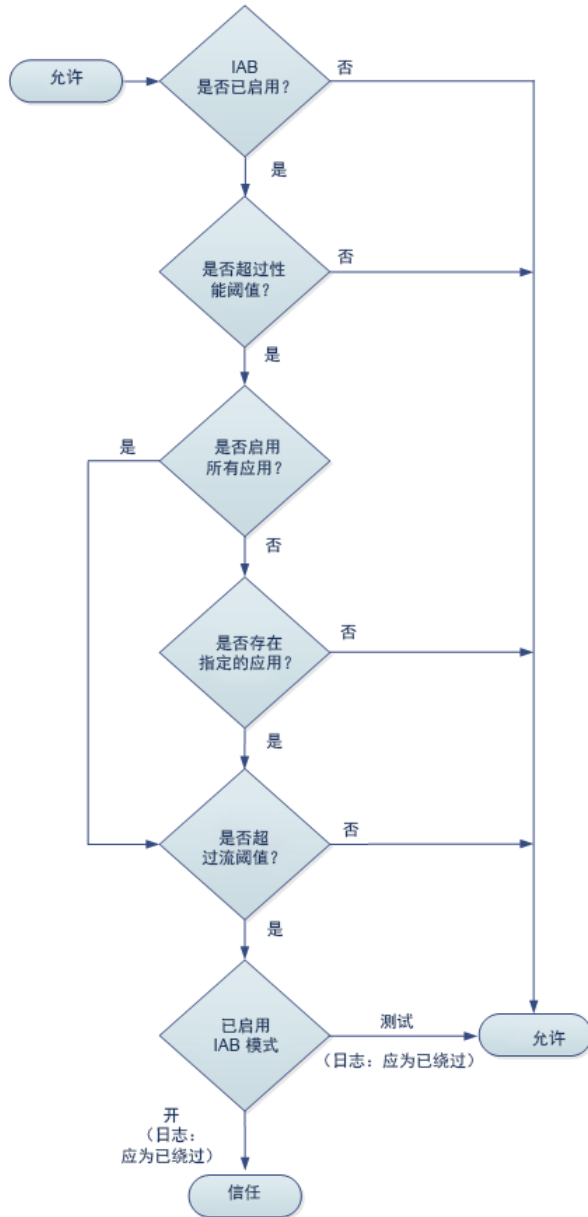 允许
IAB
是否已启用？
否
是
是否超过性
能阈值？
否
是
是否启用
所有应用？
是
否
是否存在
指定的应用？
否
是
是否超
过流阈值？
否
是
已启用
IAB 模式
测试
（日志：应为已绕过）
允许
开
（日志：
应为已绕过）
信任